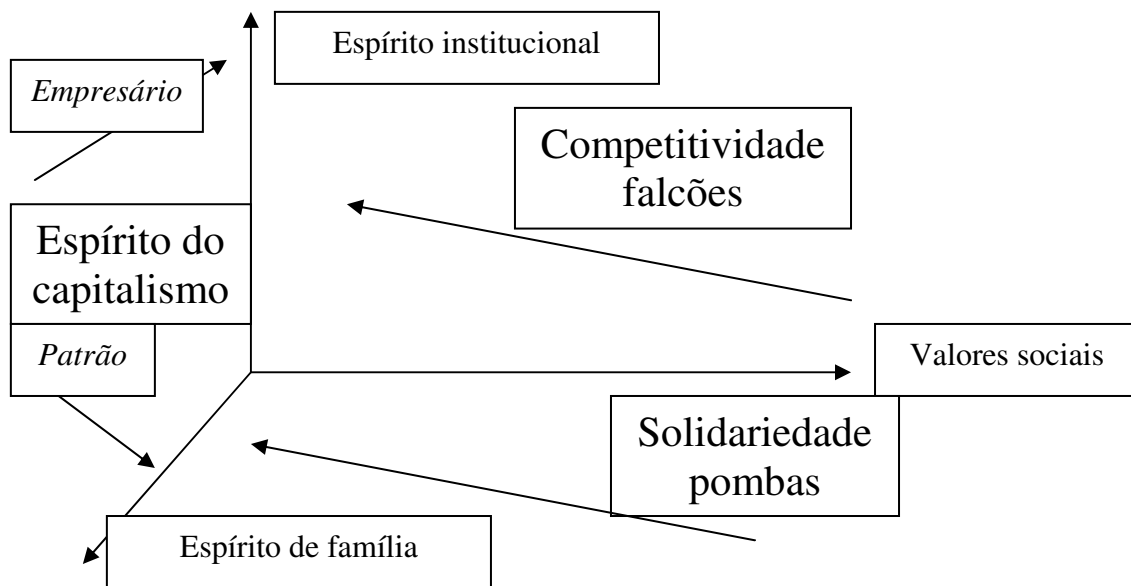 Espírito institucional
Empresário
Competitividade
falcões
Espírito do
capitalismo
Patrão
Valores sociais
Solidariedade
pombas
Espírito de família